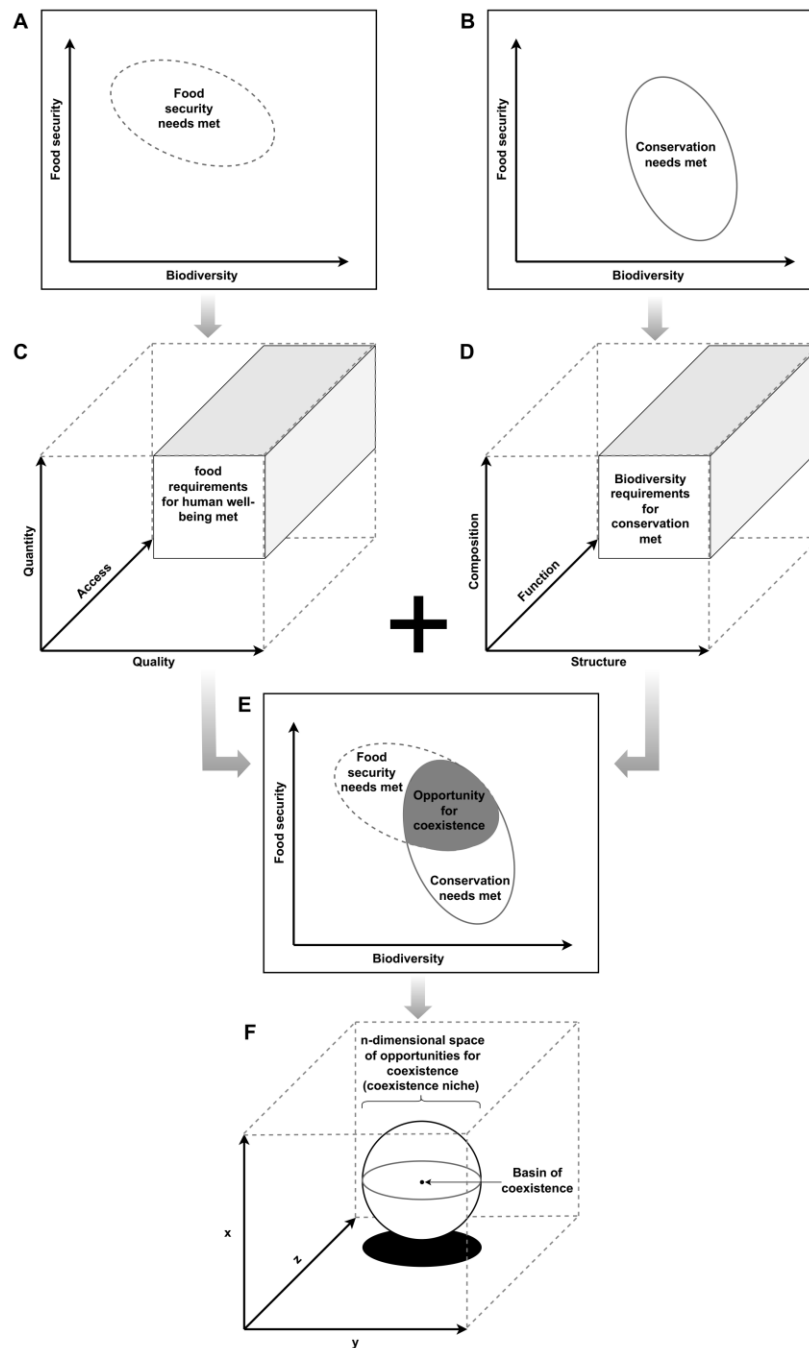 A
Food security
Food
security
needs met
Biodiversity
B
Food security
Conservation
needs met
Biodiversity
C
Quantity
Access
food
requirements
for human well-
being met
Quality
D
Composition
Function
Biodiversity
requirements
for
conservation
met
Structure
E
Food security
Food
security
needs met
Opportunity
for
coexistence
Conservation
needs met
Biodiversity
F
n-dimensional space
of opportunities for
coexistence
(coexistence niche)
Basin of
coexistence
x
z
y